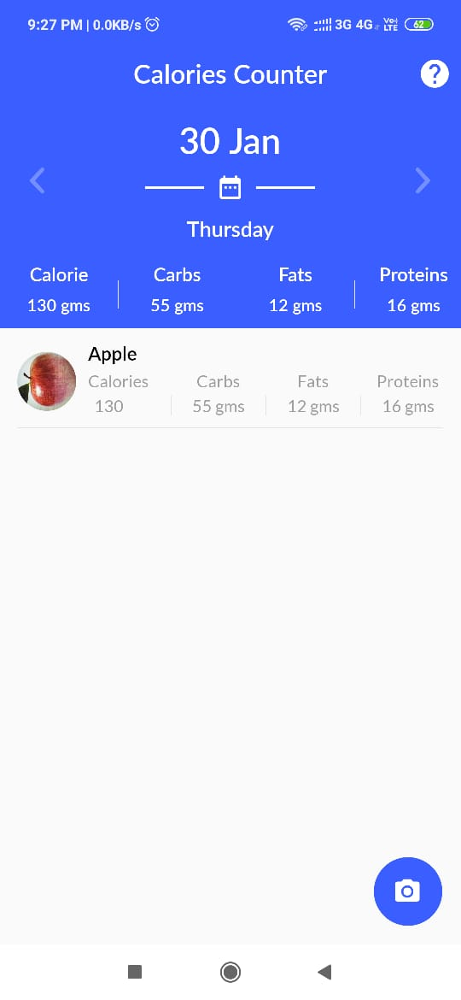 9:27 PM | 0.0KB/s 3G 4G Vo LTE 62
Calories Counter ?
30 Jan
Thursday
Calorie Carbs Fats Proteins
130 gms 55 gms 12 gms 16 gms
Apple
Calories Carbs Fats Proteins
130 55 gms 12 gms 16 gms